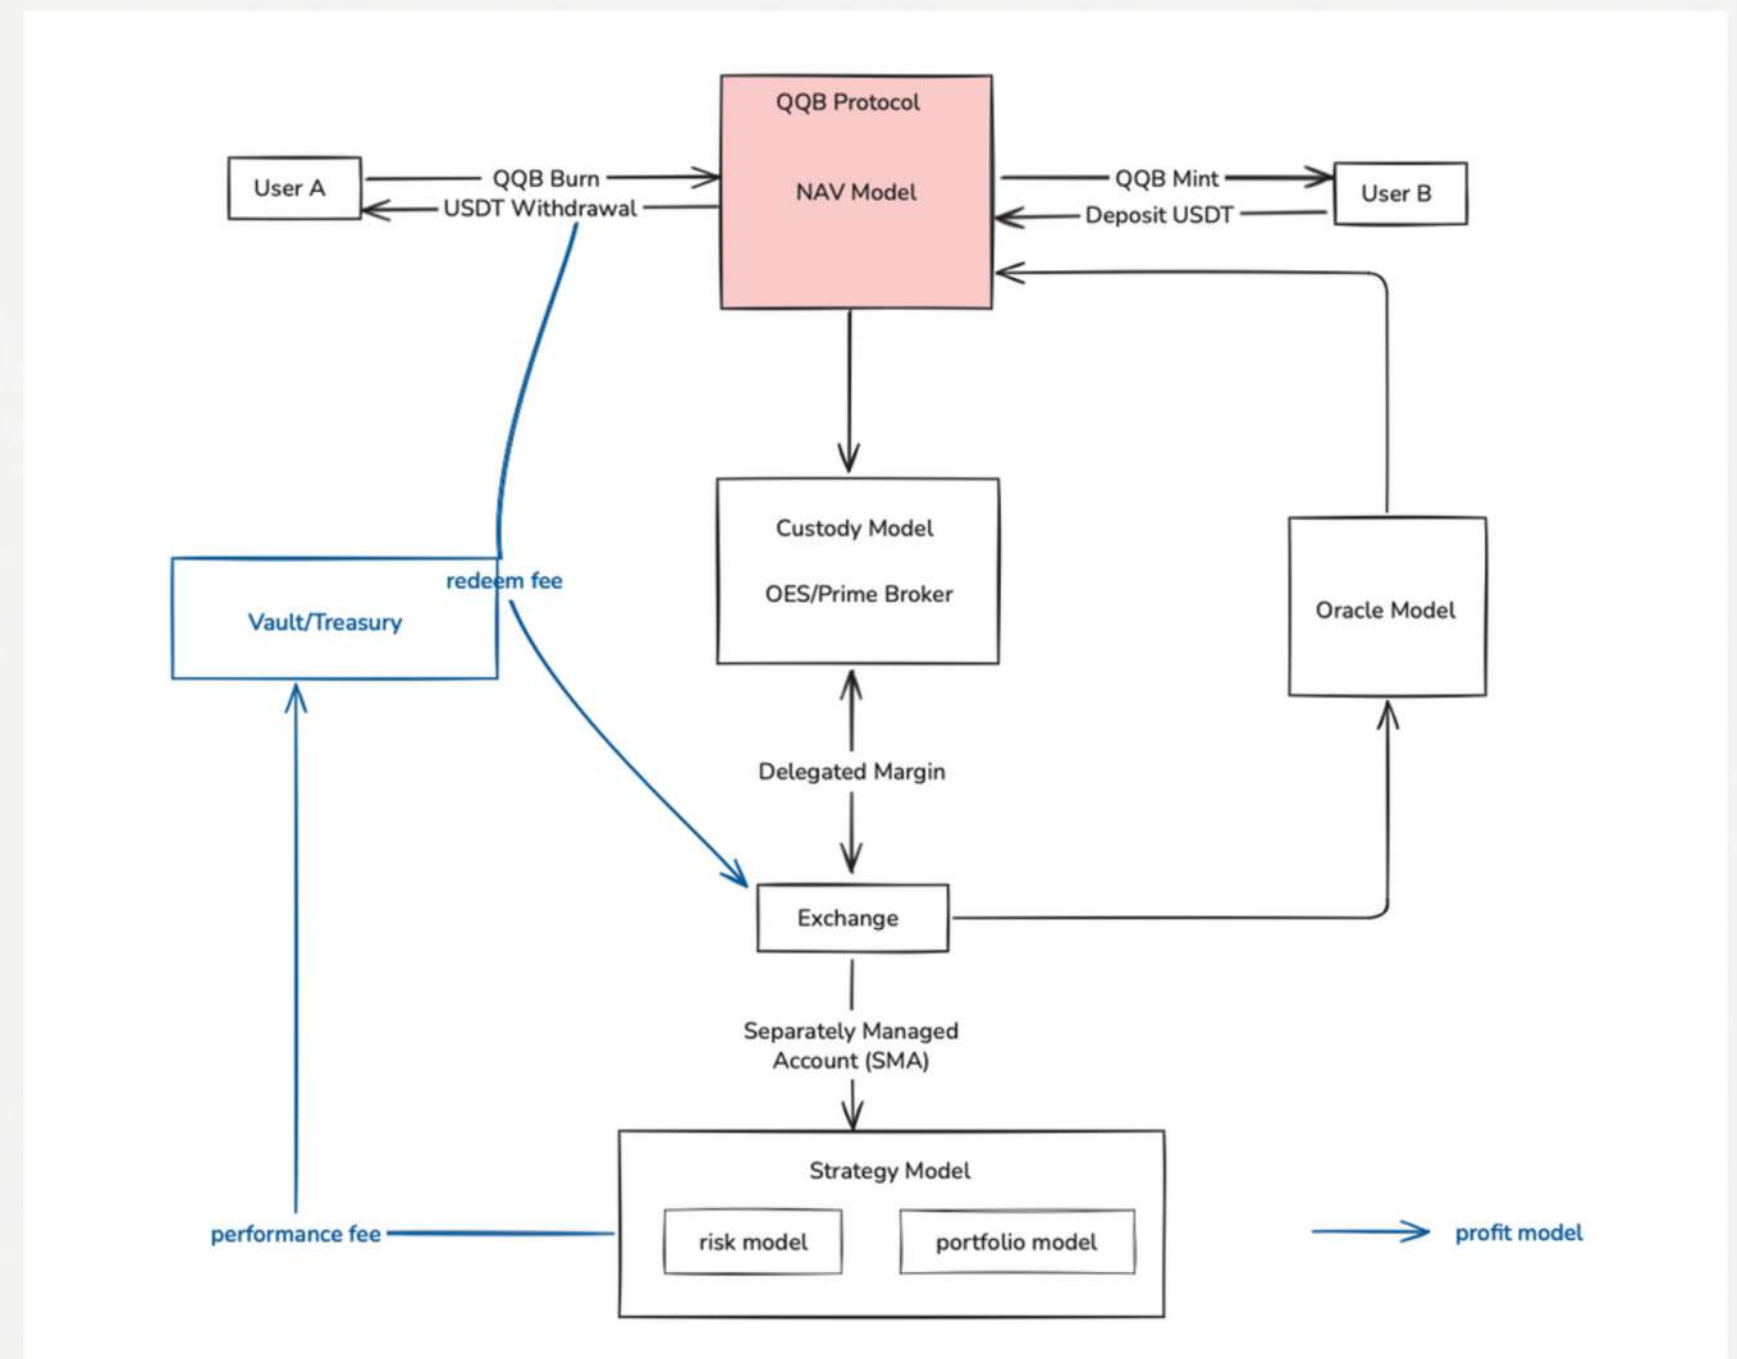 QQB Protocol
QQB Burn
QQB Mint
User A
NAV Model
User B
USDT Withdrawal
Deposit USDT
Custody Model
redeem fee
OES/Prime Broker
Vault/Treasury
Oracle Model
Delegated Margin
Exchange
Separately Managed
Account (SMA)
Strategy Model
performance fee
risk model
portfolio model
profit model